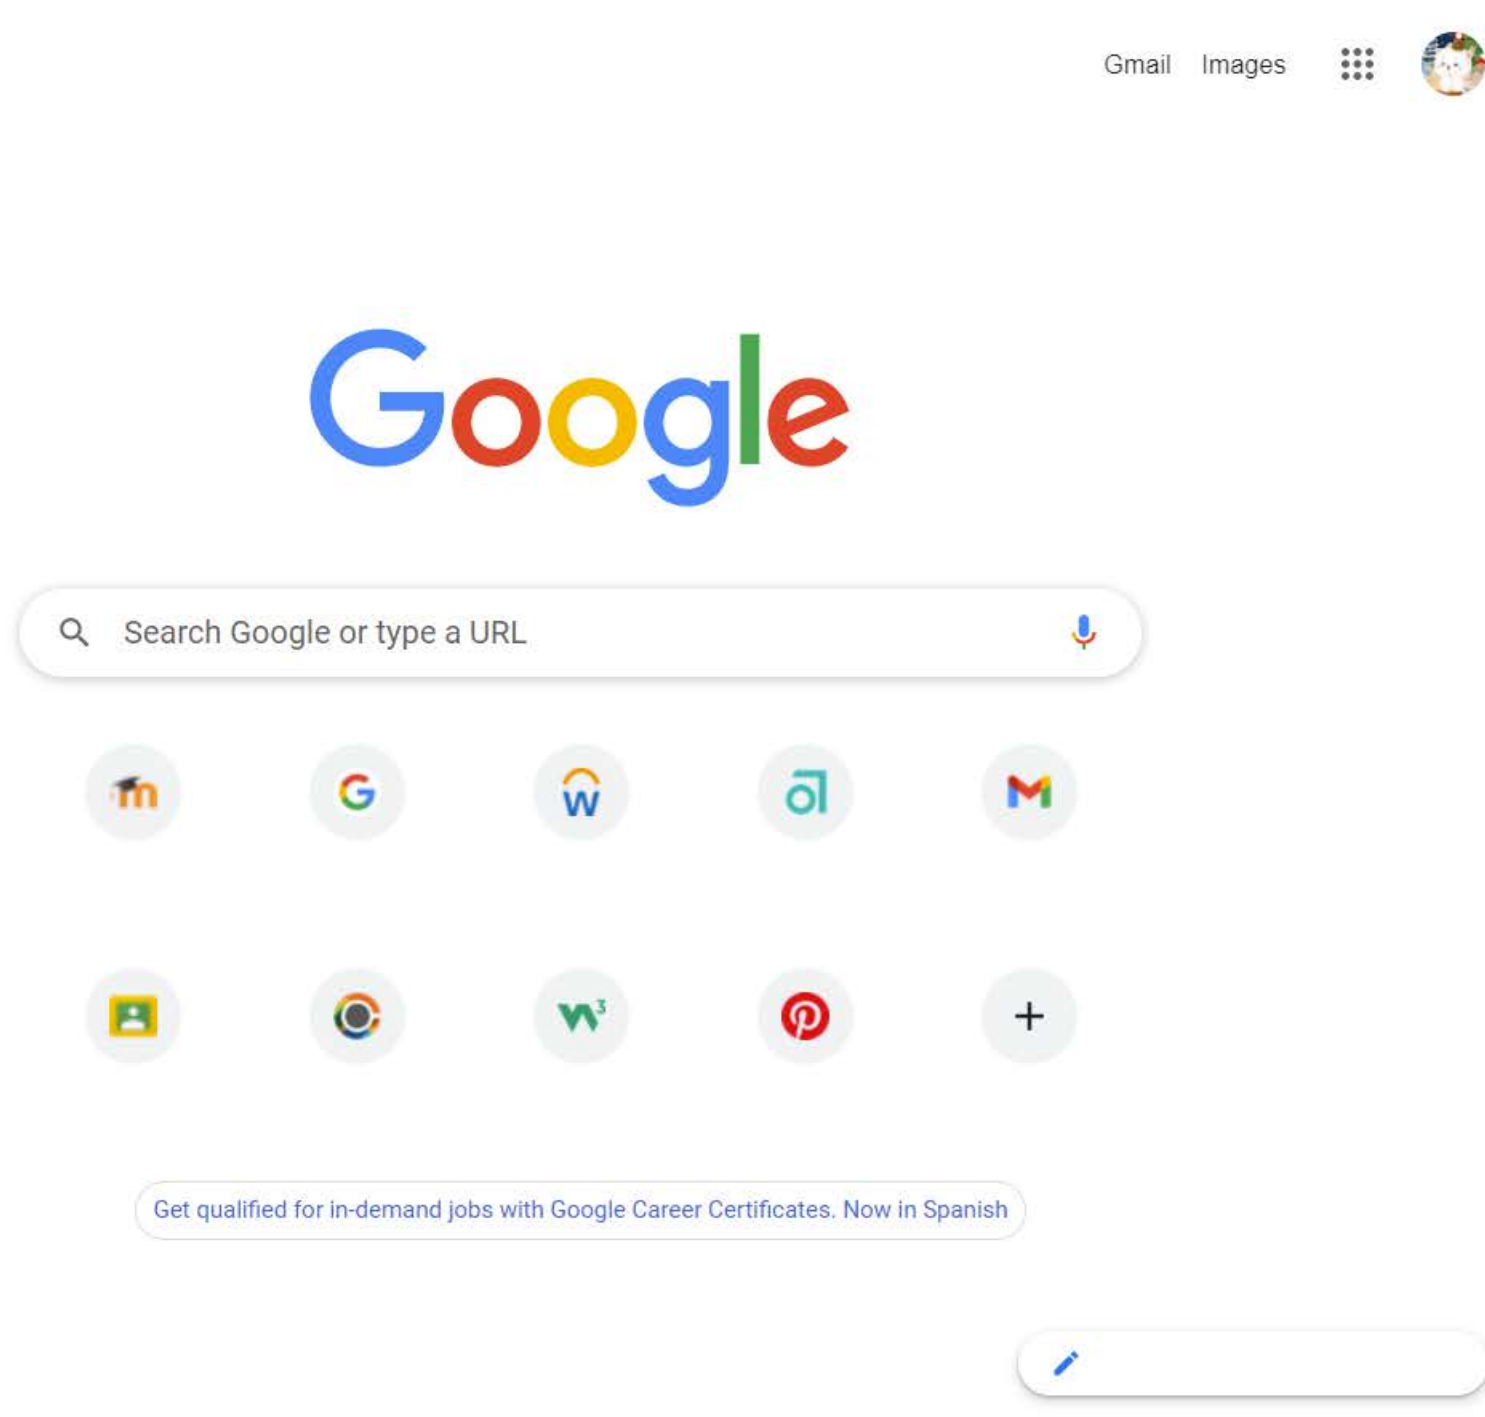 Gmail Images
Google
Search Google or type a URL
Get qualified for in-demand jobs with Google Career Certificates. Now in Spanish